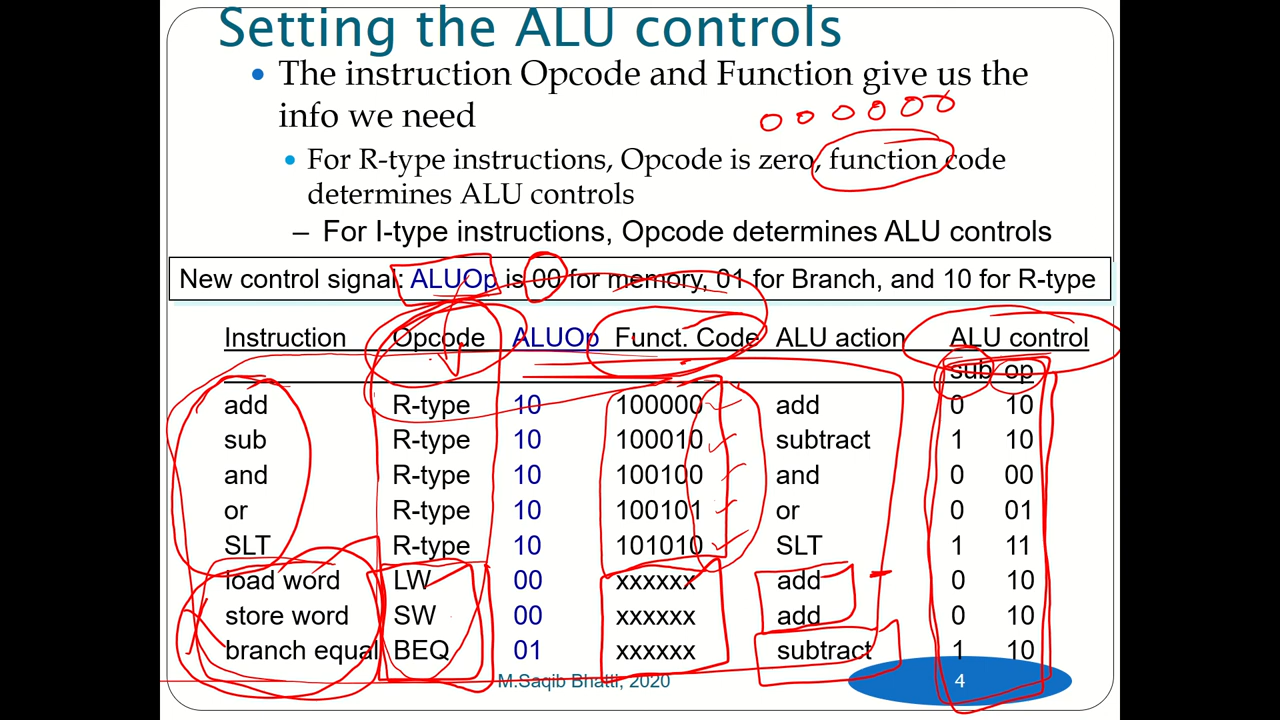 Setting the ALU controls
• The instruction Opcode and Function give us the
info we need
000000
• For R-type instructions, Opcode is zero, function code
determines ALU controls
– For I-type instructions, Opcode determines ALU controls
New control signal: ALUOp is 00 for memory, 01 for Branch, and 10 for R-type
Instruction Opcode ALUOp Funct. Code ALU action ALU control
sub op
add R-type 10 100000 add 0 10
sub R-type 10 100010 subtract 1 10
and R-type 10 100100 and 0 00
or R-type 10 100101 or 0 01
SLT R-type 10 101010 SLT 1 11
load word LW 00 xxxxxx add 0 10
store word SW 00 xxxxxx add 0 10
branch equal BEQ 01 xxxxxx subtract 1 10
M.Saqib Bhatti, 2020 4